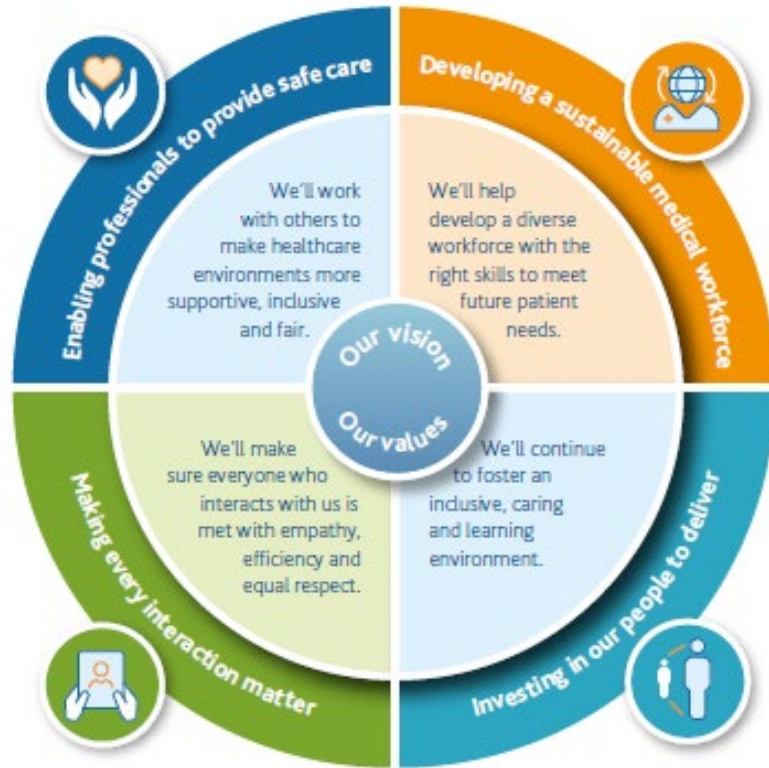 Enabling professionals to provide safe care
We'll work
with others to
make healthcare
environments more
supportive, inclusive
and fair.
Developing a sustainable medical workforce
We'll help
develop a diverse
workforce with the
right skills to meet
future patient
needs.
Our vision
Our values
Making every interaction matter
We'll make
sure everyone who
interacts with us is
met with empathy,
efficiency and
equal respect.
Investing in our people to deliver
We'll continue
to foster an
inclusive, caring
and learning
environment.